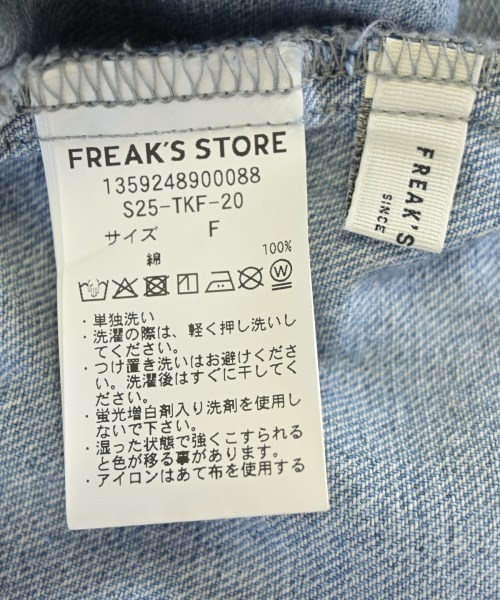 FREAK'S STORE
1359248900088
S25-TKF-20
サイズ F
綿 100%
W
・単独洗い
・洗濯の際は、軽く押し洗いし
てください。
・つけ置き洗いはお避けくださ
い。洗濯後はすぐに干してく
ださい。
・蛍光増白剤入り洗剤を使用し
ないで下さい。
・湿った状態で強くこすられる
と色が移る事があります。
・アイロンはあて布を使用する
FREAK'S
SINCE